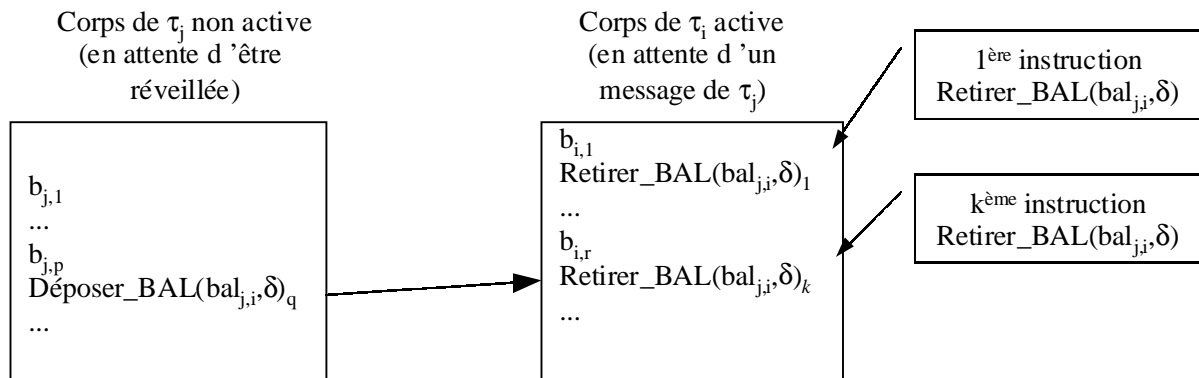 Corps de τj non active
(en attente d ’être
réveillée)
bj,1
...
bj,p
Déposer_BAL(balj,i,δ)q
...
Corps de τi active
(en attente d ’un
message de τj)
bi,1
Retirer_BAL(balj,i,δ)1
...
bi,r
Retirer_BAL(balj,i,δ)k
...
1ère instruction
Retirer_BAL(balj,i,δ)
kème instruction
Retirer_BAL(balj,i,δ)